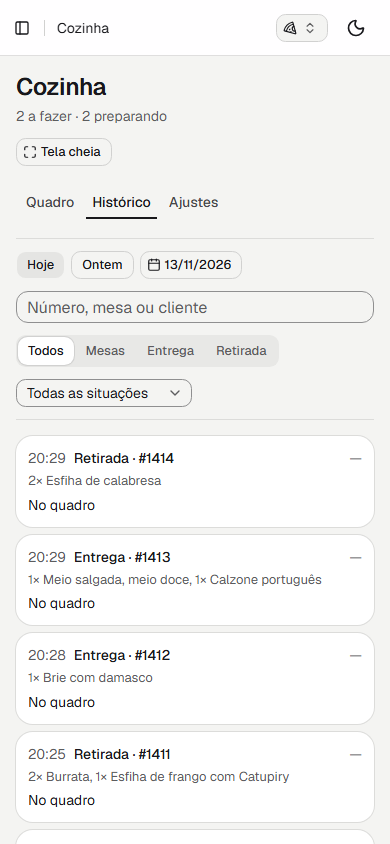 Cozinha
Cozinha
2 a fazer · 2 preparando
Tela cheia
Quadro Histórico Ajustes
Hoje Ontem 13/11/2026
Número, mesa ou cliente
Todos Mesas Entrega Retirada
Todas as situações
20:29 Retirada · #1414 —
2× Esfiha de calabresa
No quadro
20:29 Entrega · #1413 —
1× Meio salgada, meio doce, 1× Calzone português
No quadro
20:28 Entrega · #1412 —
1× Brie com damasco
No quadro
20:25 Retirada · #1411 —
2× Burrata, 1× Esfiha de frango com Catupiry
No quadro